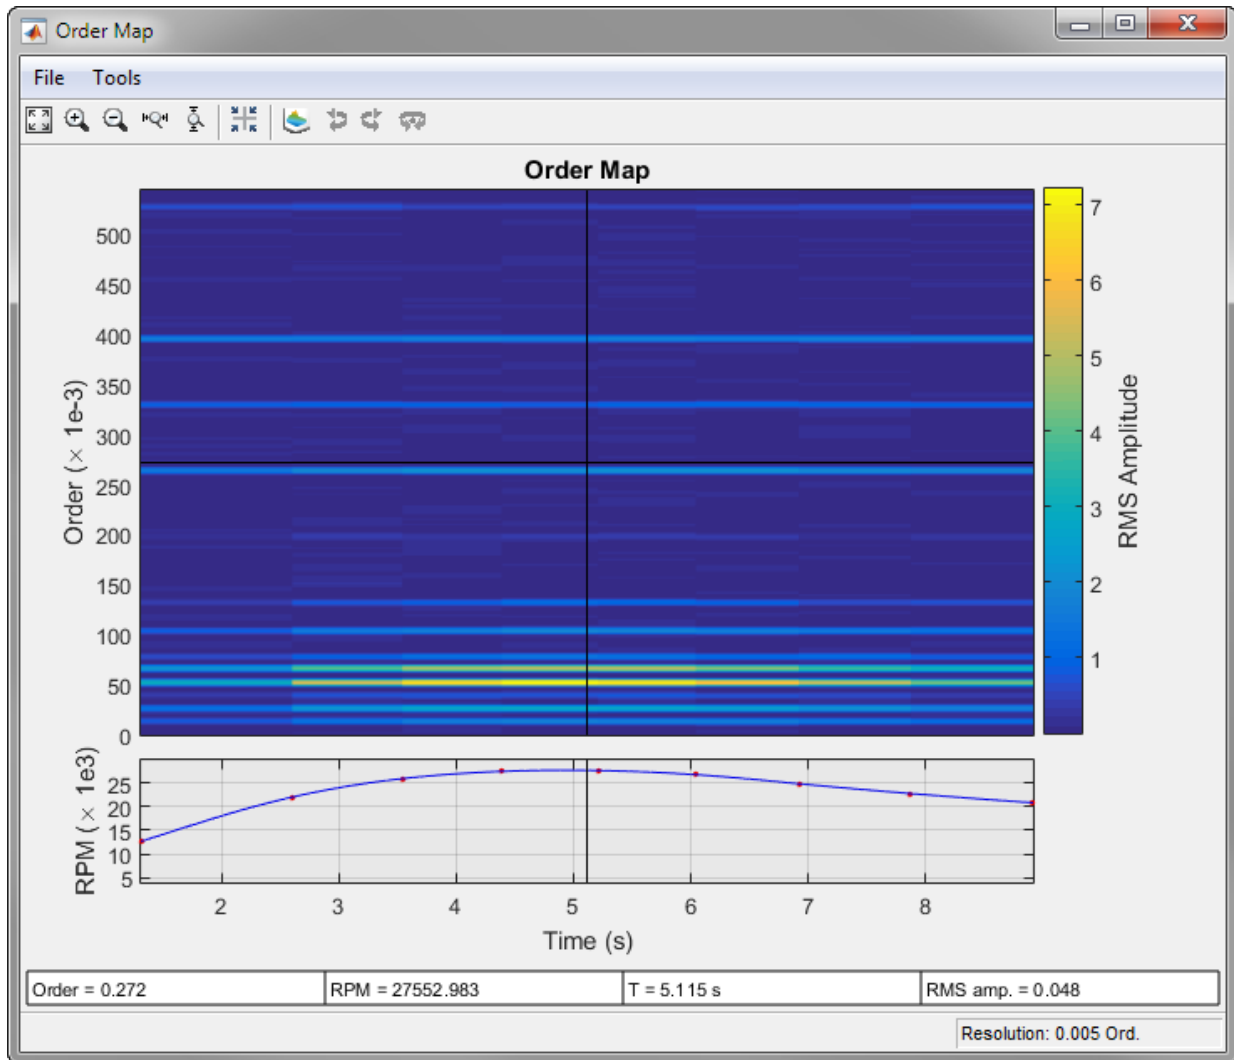 Order Map
File Tools
Order Map
Order (× 1e-3)
500
450
400
350
300
250
200
150
100
50
0
7
6
5
4
3
2
1
RMS Amplitude
RPM (× 1e3)
25
20
15
10
5
2 3 4 5 6 7 8
Time (s)
Order = 0.272 RPM = 27552.983 T = 5.115 s RMS amp. = 0.048
Resolution: 0.005 Ord.